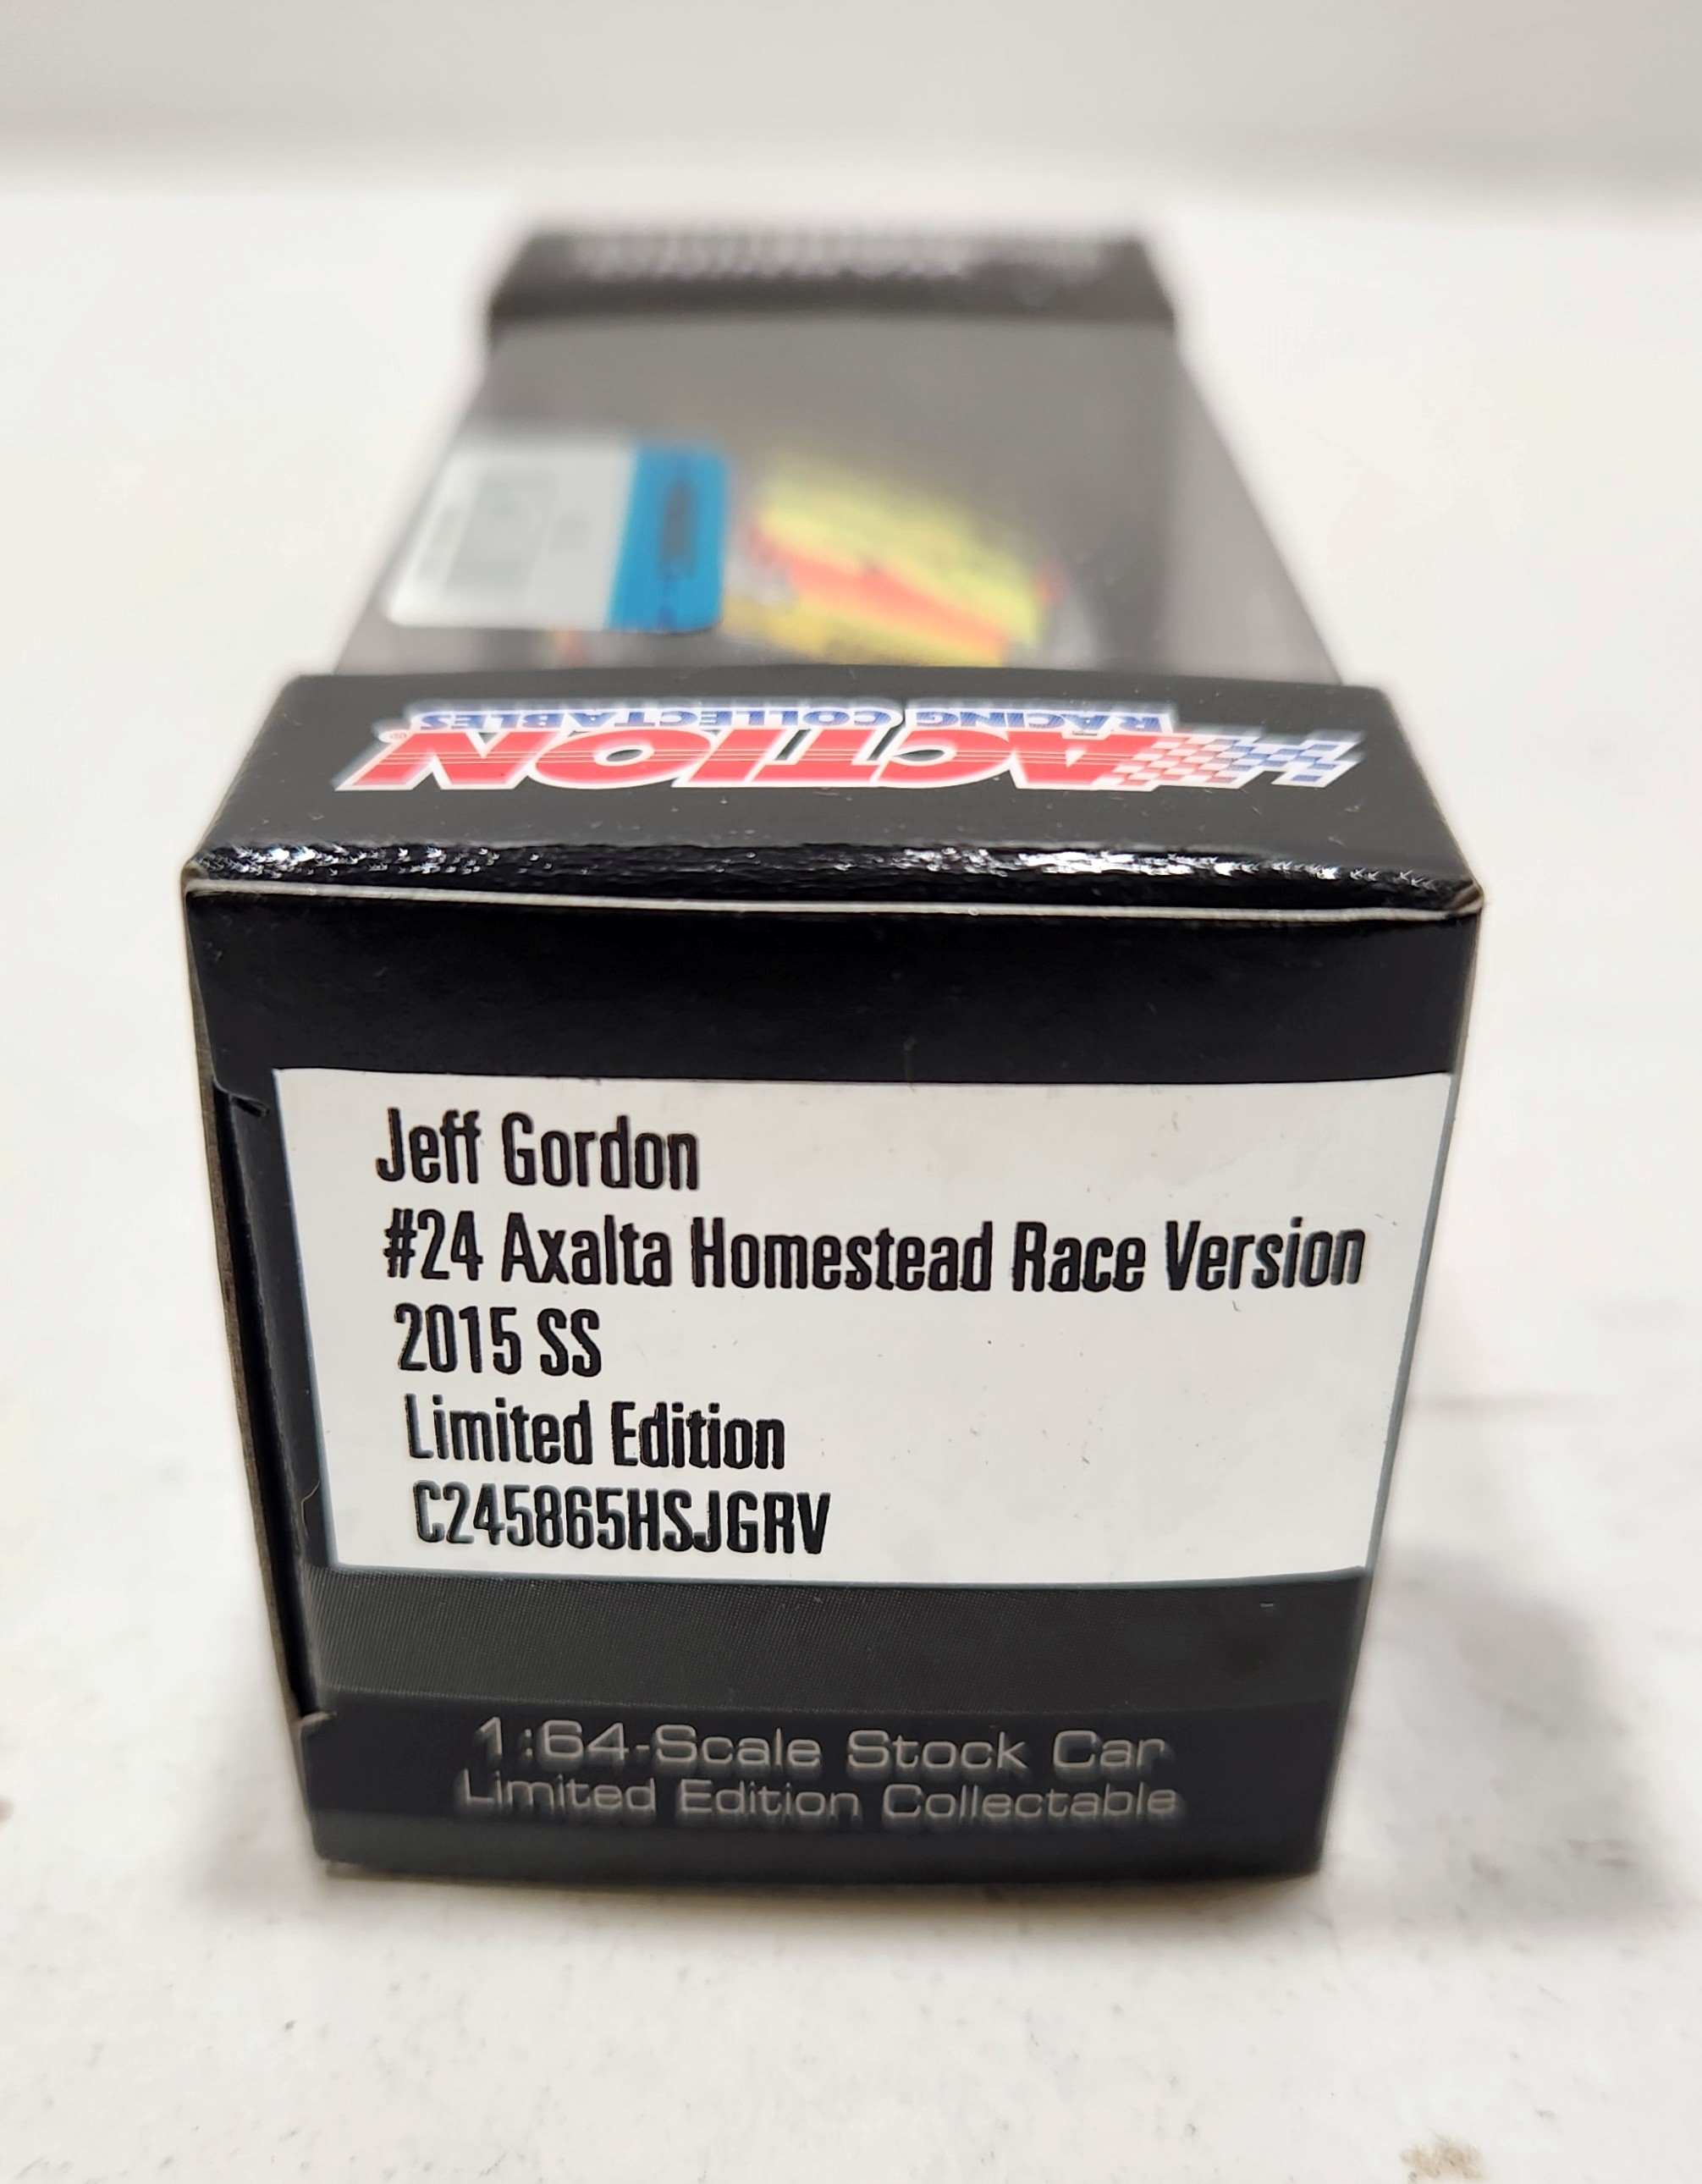 ACTION
RACING COLLECTABLES
Jeff Gordon
#24 Axalta Homestead Race Version
2015 SS
Limited Edition
C245865HSJGRV
1:64-Scale Stock Car
Limited Edition Collectable